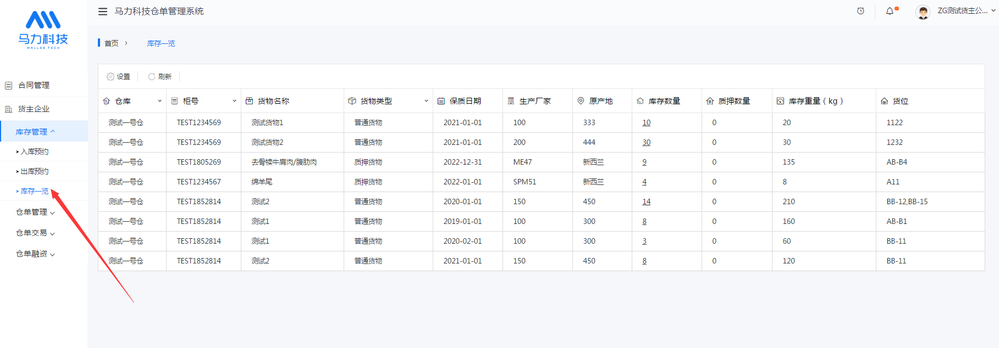 马力科技
MRLLEE TECH
马力科技仓单管理系统
ZG测试货主公...
首页 › 库存一览
合同管理
货主企业
库存管理
入库预约
出库预约
库存一览
仓单管理
仓单交易
仓单融资
设置 刷新
仓库 柜号 货物名称 货物类型 保质日期 生产厂家 原产地 库存数量 质押数量 库存重量 ( kg ) 货位
测试一号仓 TEST1234569 测试货物1 普通货物 2021-01-01 100 333 10 0 20 1122
测试一号仓 TEST1234569 测试货物2 普通货物 2021-01-01 200 444 30 0 30 1232
测试一号仓 TEST1805269 去骨犊牛肩肉/腹肋肉 质押货物 2022-12-31 ME47 新西兰 9 0 135 AB-B4
测试一号仓 TEST1234567 绵羊尾 质押货物 2022-01-01 SPM51 新西兰 4 0 8 A11
测试一号仓 TEST1852814 测试2 普通货物 2020-01-01 150 450 14 0 210 BB-12,BB-15
测试一号仓 TEST1852814 测试1 普通货物 2019-01-01 100 300 8 0 160 AB-B1
测试一号仓 TEST1852814 测试1 普通货物 2020-02-01 100 300 3 0 60 BB-11
测试一号仓 TEST1852814 测试2 普通货物 2021-01-01 150 450 8 0 120 BB-11